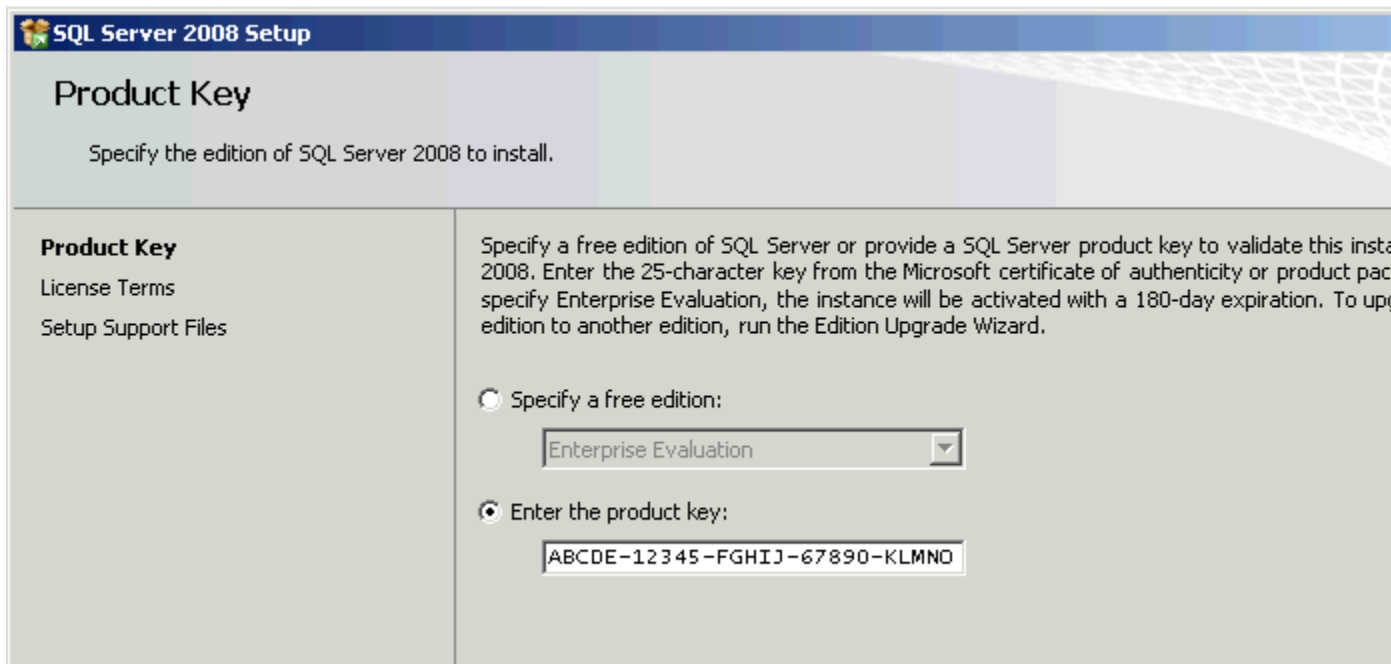 SQL Server 2008 Setup
Product Key
Specify the edition of SQL Server 2008 to install.
Product Key
License Terms
Setup Support Files
Specify a free edition of SQL Server or provide a SQL Server product key to validate this insta
2008. Enter the 25-character key from the Microsoft certificate of authenticity or product pac
specify Enterprise Evaluation, the instance will be activated with a 180-day expiration. To upg
edition to another edition, run the Edition Upgrade Wizard.
Specify a free edition:
Enterprise Evaluation
Enter the product key:
ABCDE-12345-FGHIJ-67890-KLMNO